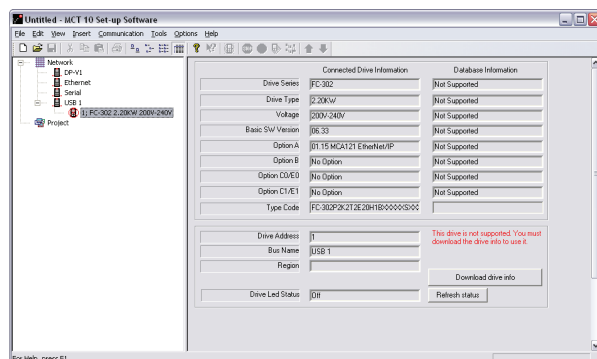 Untitled - MCT 10 Set-up Software
File Edit View Insert Communication Tools Options Help
Network
DP-V1
Ethernet
Serial
USB 1
1; FC-302 2.20KW 200V-240V
Project
Connected Drive Information Database Information
Drive Series FC-302 Not Supported
Drive Type 2.20KW Not Supported
Voltage 200V-240V Not Supported
Basic SW Version 06.33 Not Supported
Option A 01.15 MCA121 EtherNet/IP Not Supported
Option B No Option Not Supported
Option C0/E0 No Option Not Supported
Option C1/E1 No Option Not Supported
Type Code
Drive Address 1
This drive is not supported. You must
download the drive info to use it.
Bus Name USB 1
Region
Download drive info
Drive Led Status Off Refresh status
For Help, press F1